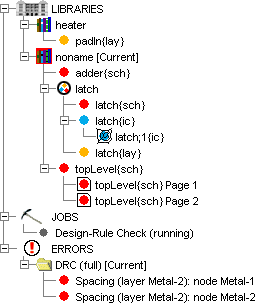 LIBRARIES
heater
padIn{lay}
noname [Current]
adder{sch}
latch
latch{sch}
latch{ic}
latch;1{ic}
latch{lay}
topLevel{sch}
topLevel{sch} Page 1
topLevel{sch} Page 2
JOBS
Design-Rule Check (running)
ERRORS
DRC (full) [Current]
Spacing (layer Metal-2): node Metal-1
Spacing (layer Metal-2): node Metal-2